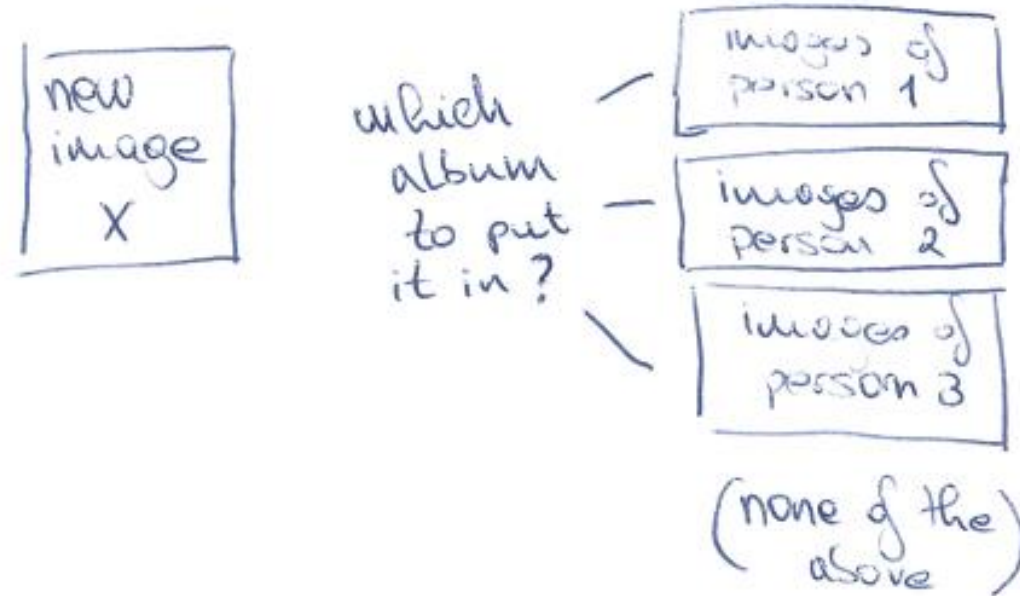 new
image
X
which
album
to put
it in?
images of
person 1
images of
person 2
images of
person 3
(none of the
above)